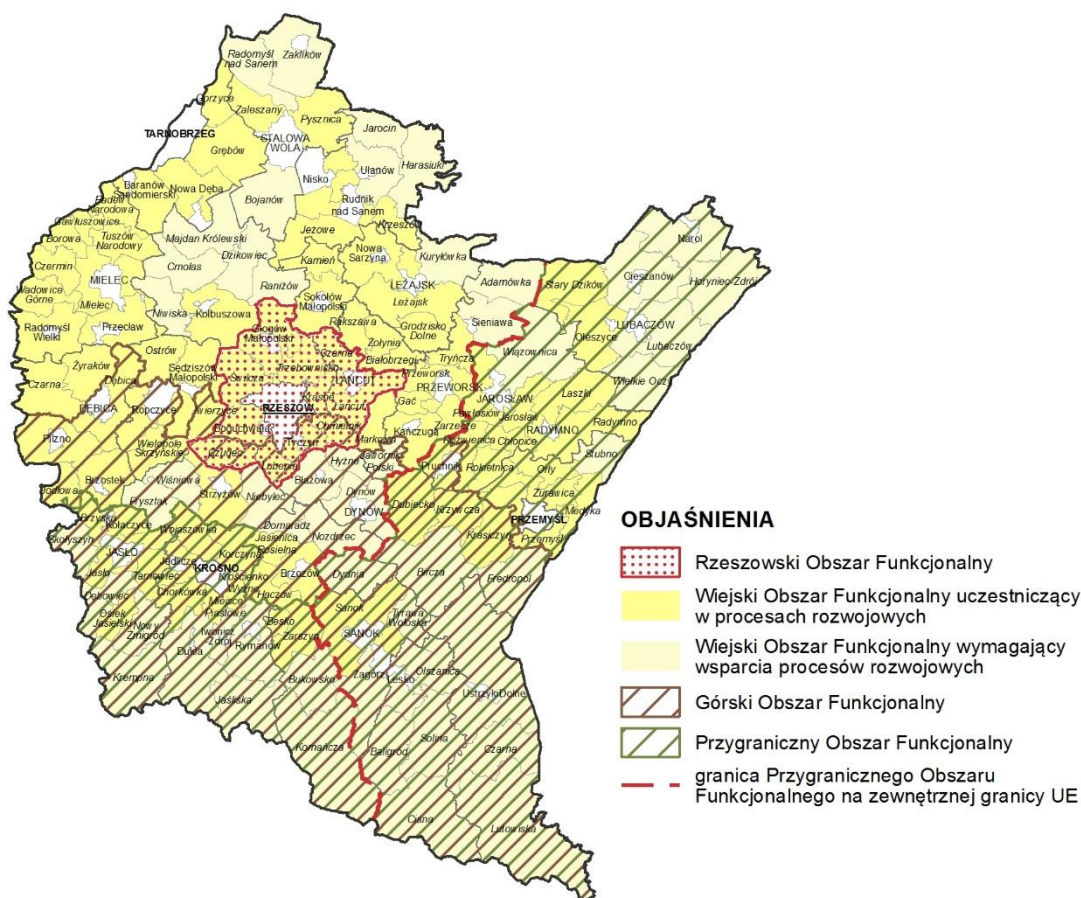 Radomyśl
nad Sanem
Zaklików
Gorzyce
Zaleszany
Pysznica
TARNOBRZEG
STALOWA
WOLA
Jarocin
Grębów
Nisko
Ulanów
Harasiuki
Baranów
Sandomierski
Nowa Dęba
Bojanów
Rudnik
nad Sanem
Padew
Narodowa
Gawłuszowice
Borowa
Tuszów
Narodowy
Jeżowe
Krzeszów
Majdan Królewski
Nowa
Sarzyna
Narol
Czermin
Dzikowiec
Kamień
Kuryłówka
Cmolas
MIELEC
Adamówka
Stary Dzików
Cieszanów
Horyniec-Zdrój
Wadowice
Górne
Mielec
Raniżów
LEŻAJSK
Leżajsk
Niwiska
Kolbuszowa
Sokołów
Małopolski
Sieniawa
LUBACZÓW
Radomyśl
Wielki
Przecław
Rakszawa
Grodzisko
Dolne
Oleszyce
Głogów
Małopolski
Żołynia
Lubaczów
Ostrów
Czarna
Białobrzegi
Tryńcza
Wiązownica
Żyraków
Sędziszów
Małopolski
Świlcza
Trzebownisko
ŁAŃCUT
Przeworsk
PRZEWORSK
Wielkie Oczy
Czarna
Dębica
Krasne
Łańcut
JAROSŁAW
Laszki
DĘBICA
Ropczyce
Iwierzyce
RZESZÓW
Gać
Pawłosiów
Jarosław
Radymno
Boguchwała
Chmielnik
Zarzecze
RADYMNO
Pilzno
Tyczyn
Markowa
Kańczuga
Roźwienica
Chłopice
Wielopole
Skrzyńskie
Czudec
Lubenia
Jawornik
Polski
Pruchnik
Rokietnica
Orły
Stubno
Hyżne
Brzostek
Wiśniowa
Strzyżów
Błażowa
Dynów
Żurawica
Jodłowa
Niebylec
Dubiecko
Krzywcza
Medyka
Frysztak
DYNÓW
PRZEMYŚL
Brzyska
Kołaczyce
Wojaszówka
Domaradz
Nozdrzec
Krasiczyn
Przemyśl
Skołyszyn
Jasienica
Rosielna
JASŁO
Jedlicze
Korczyna
Fredropol
Jasło
Tarnowiec
KROSNO
Krościenko
Wyżne
Brzozów
Dydnia
Bircza
Dębowiec
Chorkówka
Haczów
Miejsce
Piastowe
Osiek
Jasielski
Nowy
Żmigród
Besko
Sanok
Tyrawa
Wołoska
Iwonicz
Zdrój
Rymanów
Zarszyn
SANOK
Dukla
Zagórz
Lesko
Olszanica
Krempna
Bukowsko
Ustrzyki Dolne
Jaśliska
Komańcza
Baligród
Solina
Czarna
Cisna
Lutowiska
OBJAŚNIENIA
Rzeszowski Obszar Funkcjonalny
Wiejski Obszar Funkcjonalny uczestniczący
w procesach rozwojowych
Wiejski Obszar Funkcjonalny wymagający
wsparcia procesów rozwojowych
Górski Obszar Funkcjonalny
Przygraniczny Obszar Funkcjonalny
granica Przygranicznego Obszaru
Funkcjonalnego na zewnętrznej granicy UE